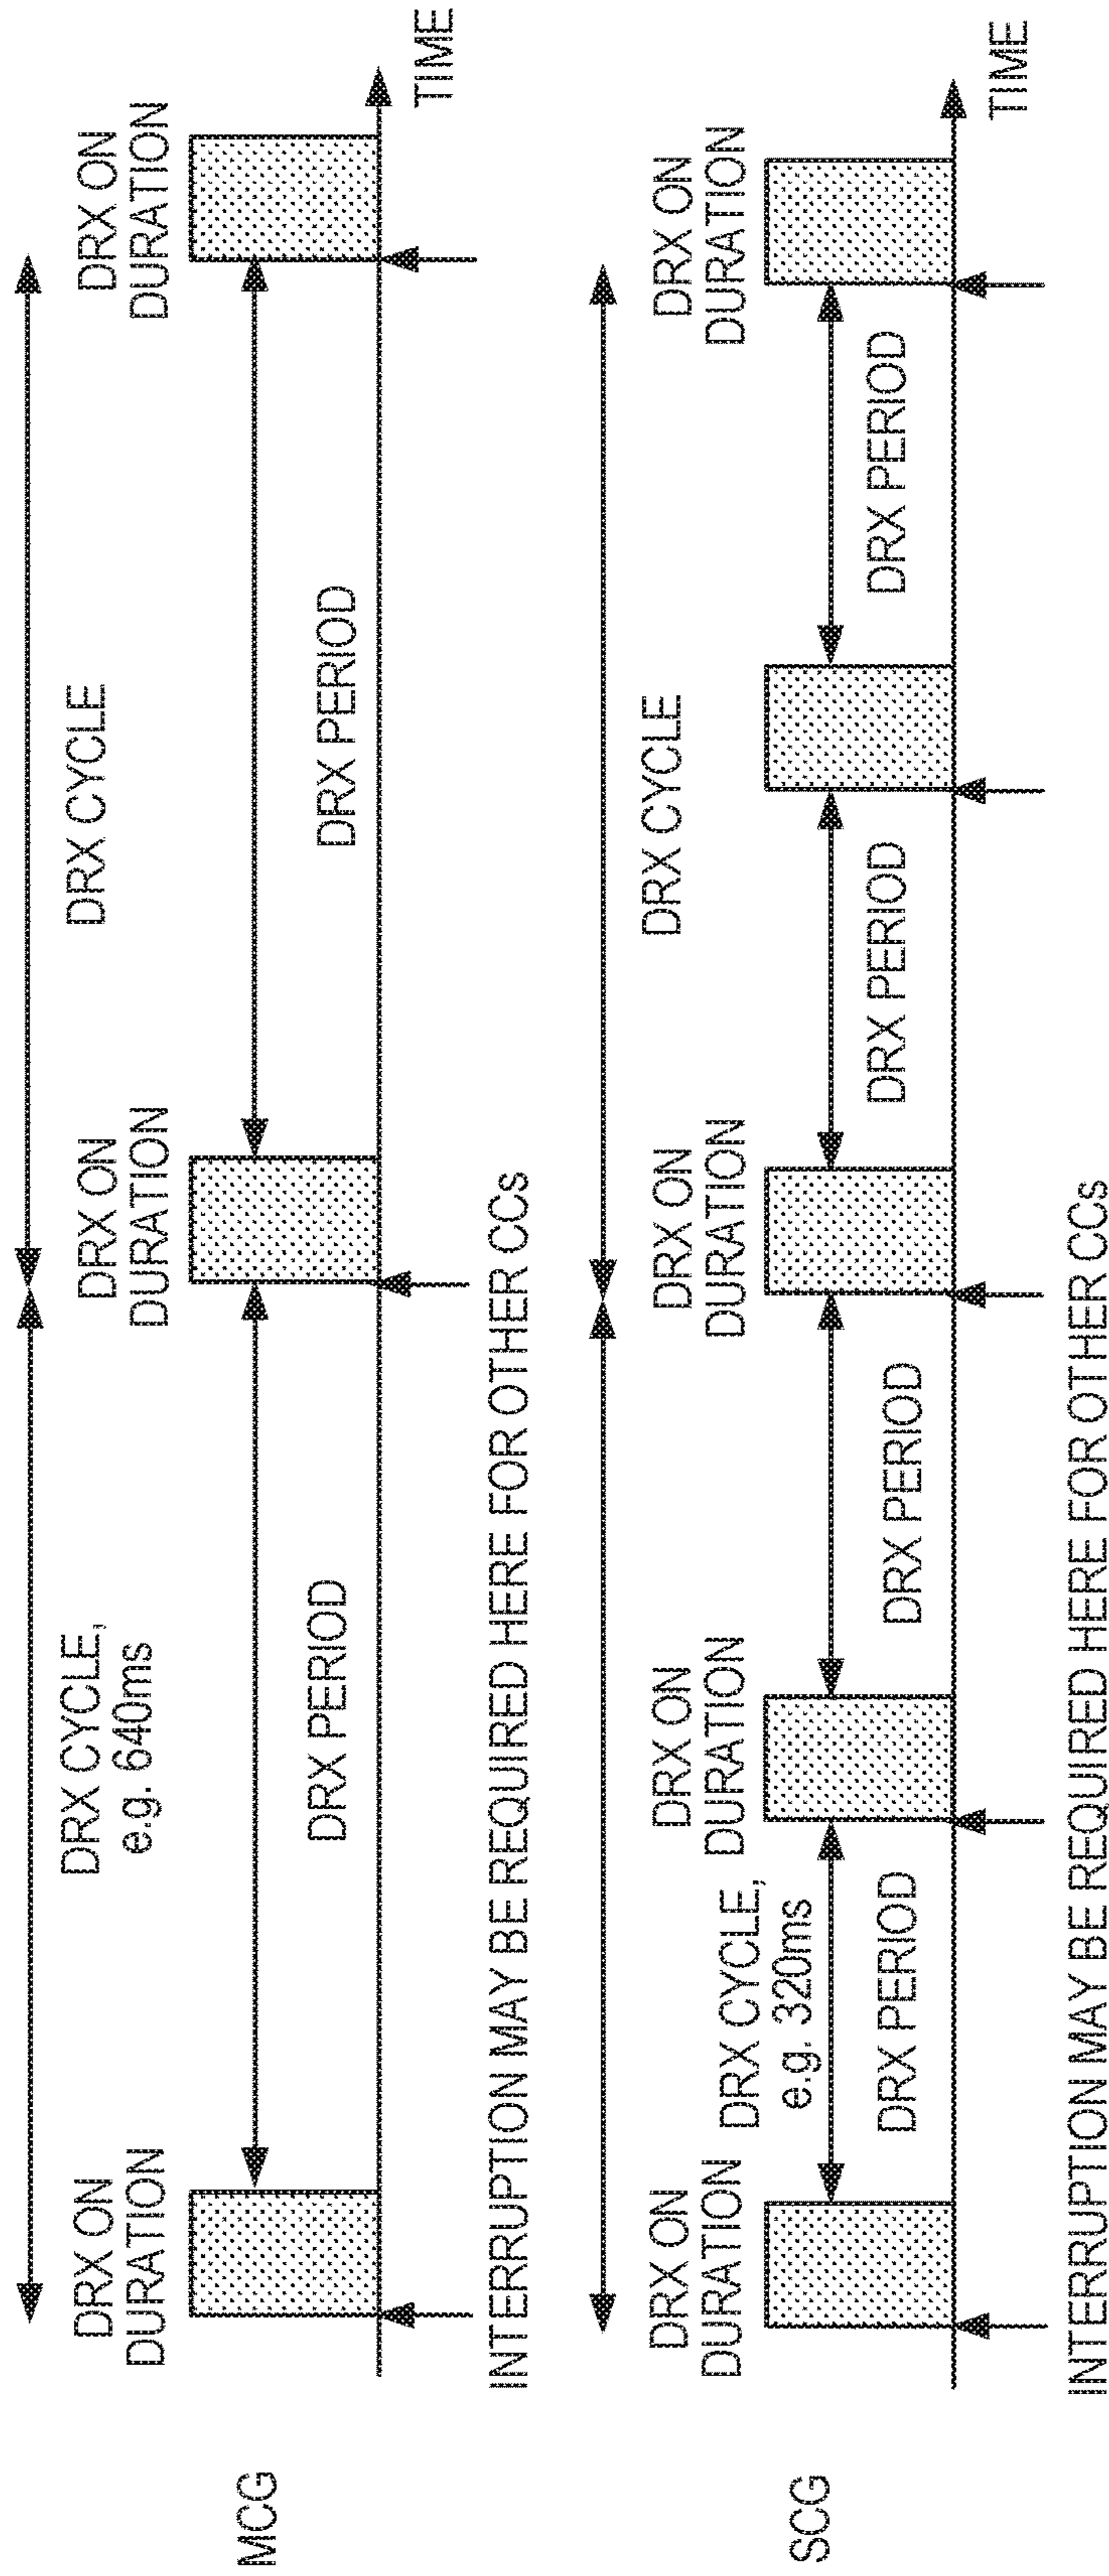 MCG
DRX CYCLE,
e.g. 640ms
DRX CYCLE
DRX ON
DURATION
DRX ON
DURATION
DRX ON
DURATION
DRX PERIOD
DRX PERIOD
TIME
INTERRUPTION MAY BE REQUIRED HERE FOR OTHER CCs
SCG
DRX CYCLE
DRX ON
DURATION
DRX ON
DURATION
DRX ON
DURATION
DRX ON
DURATION
DRX CYCLE,
e.g. 320ms
DRX PERIOD
DRX PERIOD
DRX PERIOD
DRX PERIOD
TIME
INTERRUPTION MAY BE REQUIRED HERE FOR OTHER CCs